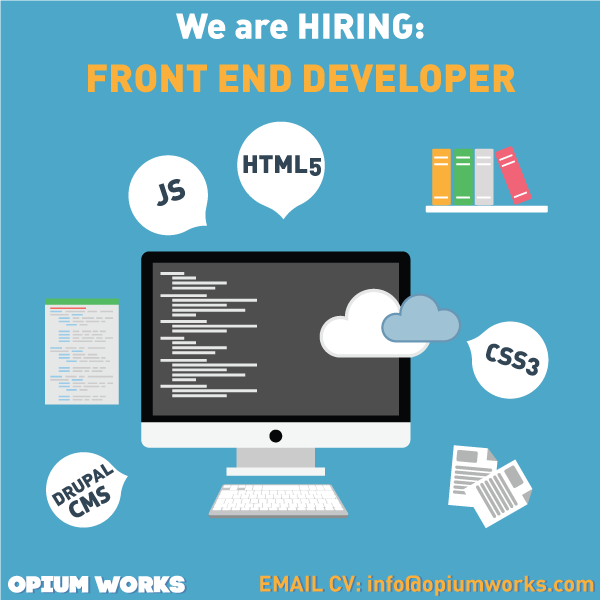 We are HIRING:
FRONT END DEVELOPER
HTML5
JS
CSS3
DRUPAL
CMS
OPIUM WORKS
EMAIL CV: info@opiumworks.com